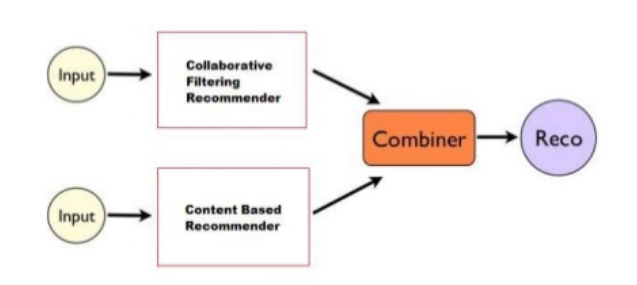 Input
Collaborative
Filtering
Recommender
Combiner
Reco
Input
Content Based
Recommender